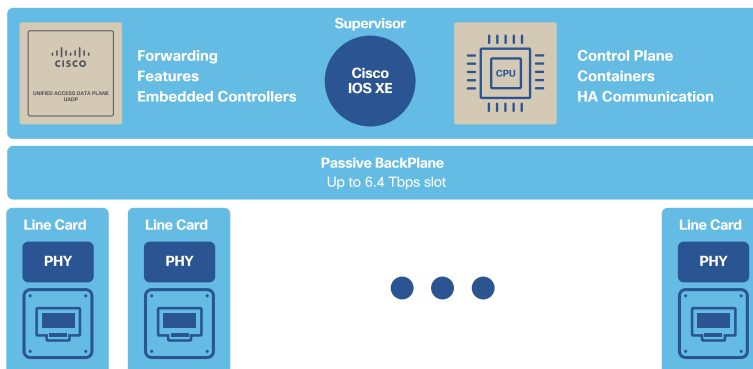 Supervisor
CISCO
UNIFIED ACCESS DATA PLANE
UADP
Forwarding
Features
Embedded Controllers
Cisco
IOS XE
CPU
Control Plane
Containers
HA Communication
Passive BackPlane
Up to 6.4 Tbps slot
Line Card
PHY
Line Card
PHY
Line Card
PHY